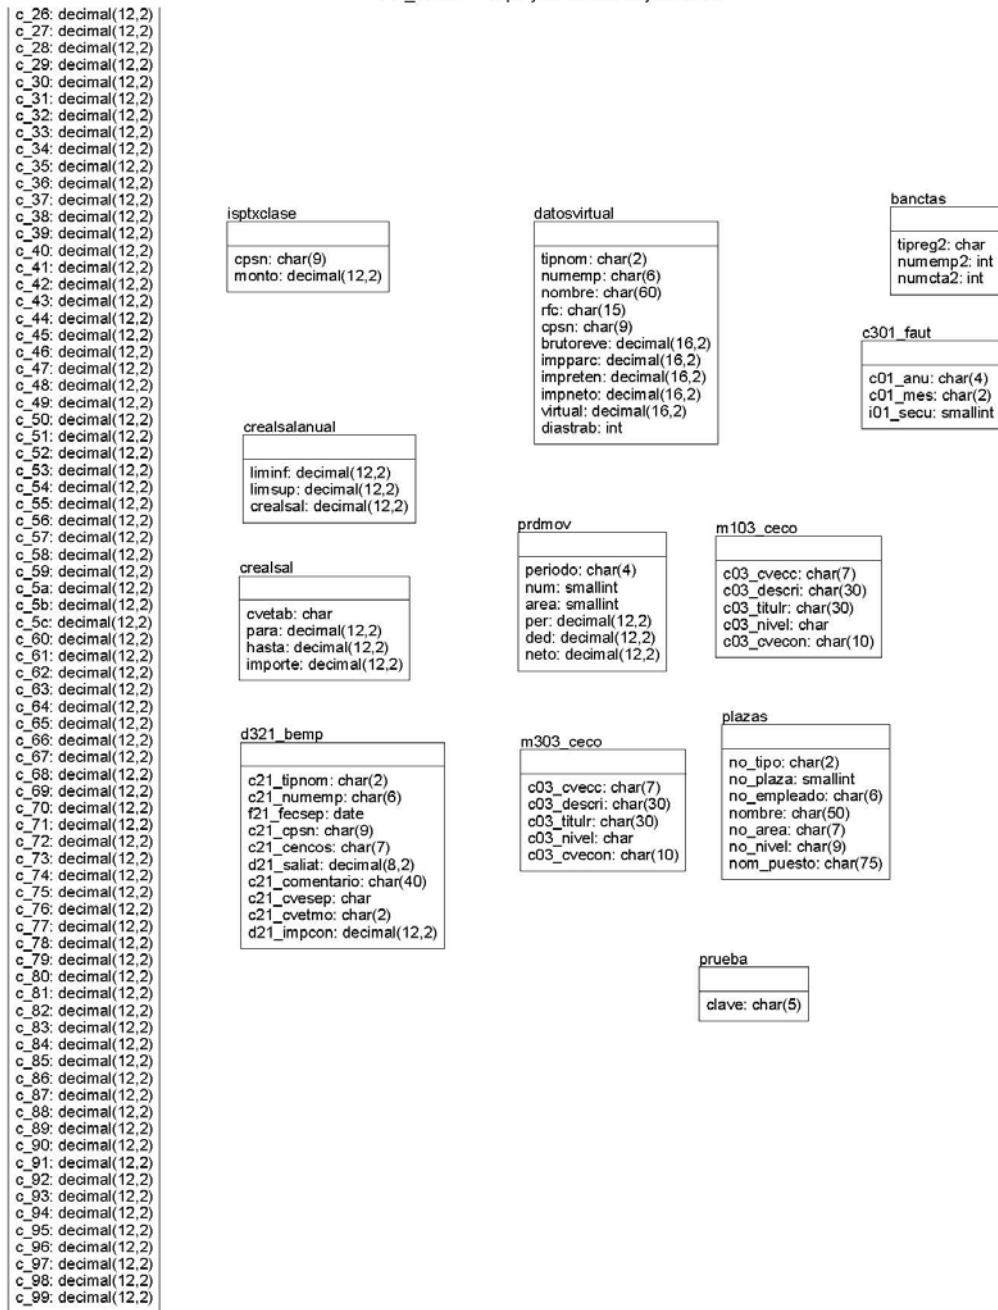 c_26: decimal(12,2)
c_27: decimal(12,2)
c_28: decimal(12,2)
c_29: decimal(12,2)
c_30: decimal(12,2)
c_31: decimal(12,2)
c_32: decimal(12,2)
c_33: decimal(12,2)
c_34: decimal(12,2)
c_35: decimal(12,2)
c_36: decimal(12,2)
c_37: decimal(12,2)
c_38: decimal(12,2)
c_39: decimal(12,2)
c_40: decimal(12,2)
c_41: decimal(12,2)
c_42: decimal(12,2)
c_43: decimal(12,2)
c_44: decimal(12,2)
c_45: decimal(12,2)
c_46: decimal(12,2)
c_47: decimal(12,2)
c_48: decimal(12,2)
c_49: decimal(12,2)
c_50: decimal(12,2)
c_51: decimal(12,2)
c_52: decimal(12,2)
c_53: decimal(12,2)
c_54: decimal(12,2)
c_55: decimal(12,2)
c_56: decimal(12,2)
c_57: decimal(12,2)
c_58: decimal(12,2)
c_59: decimal(12,2)
c_5a: decimal(12,2)
c_5b: decimal(12,2)
c_5c: decimal(12,2)
c_60: decimal(12,2)
c_61: decimal(12,2)
c_62: decimal(12,2)
c_63: decimal(12,2)
c_64: decimal(12,2)
c_65: decimal(12,2)
c_66: decimal(12,2)
c_67: decimal(12,2)
c_68: decimal(12,2)
c_69: decimal(12,2)
c_70: decimal(12,2)
c_71: decimal(12,2)
c_72: decimal(12,2)
c_73: decimal(12,2)
c_74: decimal(12,2)
c_75: decimal(12,2)
c_76: decimal(12,2)
c_77: decimal(12,2)
c_78: decimal(12,2)
c_79: decimal(12,2)
c_80: decimal(12,2)
c_81: decimal(12,2)
c_82: decimal(12,2)
c_83: decimal(12,2)
c_84: decimal(12,2)
c_85: decimal(12,2)
c_86: decimal(12,2)
c_87: decimal(12,2)
c_88: decimal(12,2)
c_89: decimal(12,2)
c_90: decimal(12,2)
c_91: decimal(12,2)
c_92: decimal(12,2)
c_93: decimal(12,2)
c_94: decimal(12,2)
c_95: decimal(12,2)
c_96: decimal(12,2)
c_97: decimal(12,2)
c_98: decimal(12,2)
c_99: decimal(12,2)
isptxclase
cpsn: char(9)
monto: decimal(12,2)
datosvirtual
tipnom: char(2)
numemp: char(6)
nombre: char(60)
rfc: char(15)
cpsn: char(9)
brutoreve: decimal(16,2)
impparc: decimal(16,2)
impreten: decimal(16,2)
impneto: decimal(16,2)
virtual: decimal(16,2)
diastrab: int
banctas
tipreg2: char
numemp2: int
numcta2: int
c301_faut
c01_anu: char(4)
c01_mes: char(2)
i01_secu: smallint
crealsalanual
liminf: decimal(12,2)
limsup: decimal(12,2)
crealsal: decimal(12,2)
crealsal
cvetab: char
para: decimal(12,2)
hasta: decimal(12,2)
importe: decimal(12,2)
prdmov
periodo: char(4)
num: smallint
area: smallint
per: decimal(12,2)
ded: decimal(12,2)
neto: decimal(12,2)
m103_ceco
c03_cvecc: char(7)
c03_descri: char(30)
c03_titulr: char(30)
c03_nivel: char
c03_cvecon: char(10)
d321_bemp
c21_tipnom: char(2)
c21_numemp: char(6)
f21_fecsep: date
c21_cpsn: char(9)
c21_cencos: char(7)
d21_saliat: decimal(8,2)
c21_comentario: char(40)
c21_cvesep: char
c21_cvetmo: char(2)
d21_impcon: decimal(12,2)
m303_ceco
c03_cvecc: char(7)
c03_descri: char(30)
c03_titulr: char(30)
c03_nivel: char
c03_cvecon: char(10)
plazas
no_tipo: char(2)
no_plaza: smallint
no_empleado: char(6)
nombre: char(50)
no_area: char(7)
no_nivel: char(9)
nom_puesto: char(75)
prueba
clave: char(5)